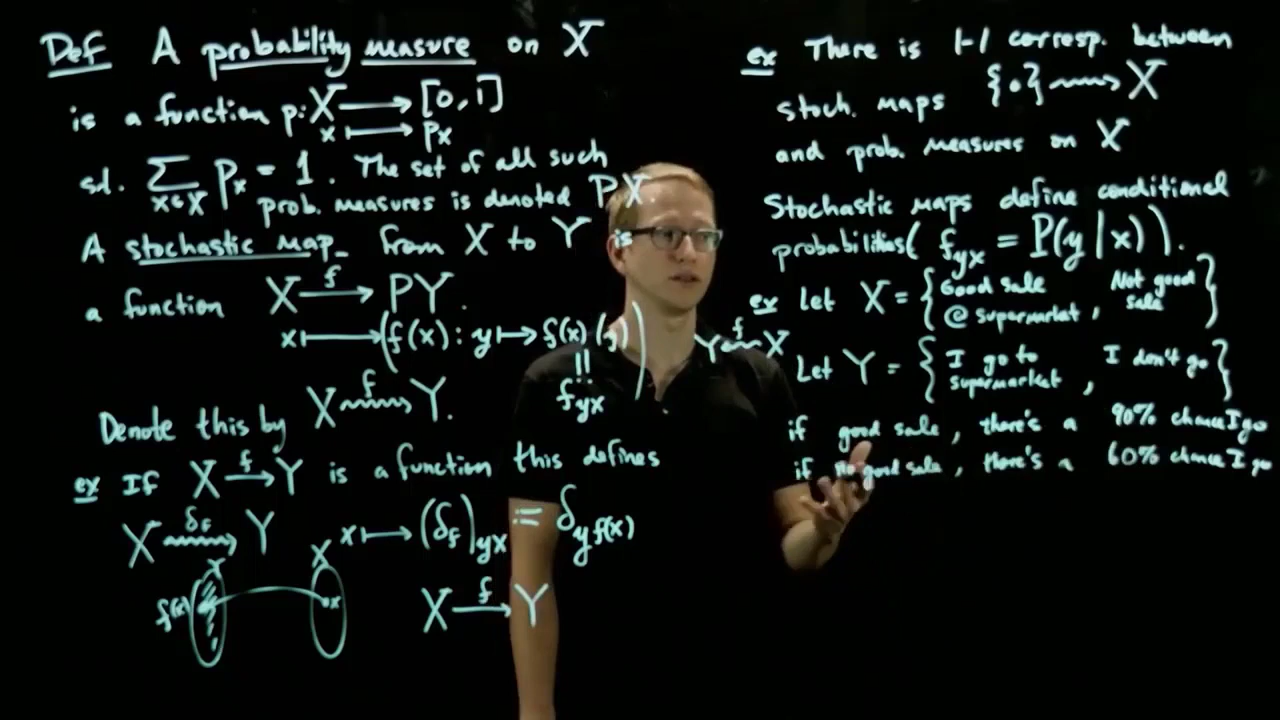 Def A probability measure on X
is a function p: X ⟶ [0,1]
x ⟼ Px
s.t. ∑ Px = 1. The set of all such
x∈X prob. measures is denoted PX
A stochastic map from X to Y is
a function X —f→ PY.
x ⟼ (f(x): y ⟼ f(x)(y))
||
fyx
Denote this by X ~f~> Y.
ex If X —f→ Y is a function this defines
X ~δf~> Y x ⟼ (δf)yx := δy f(x)
Y X
f(x) x
X —f→ Y
ex There is 1-1 corresp. between
stoch. maps {•} ~~~> X
and prob. measures on X
Stochastic maps define conditional
probabilities( fyx = P(y|x) ).
ex Let X = { Good sale @ supermarket , Not good sale }
Y <~f~ X
Let Y = { I go to supermarket , I don't go }
if good sale, there's a 90% chance I go
if no good sale, there's a 60% chance I go